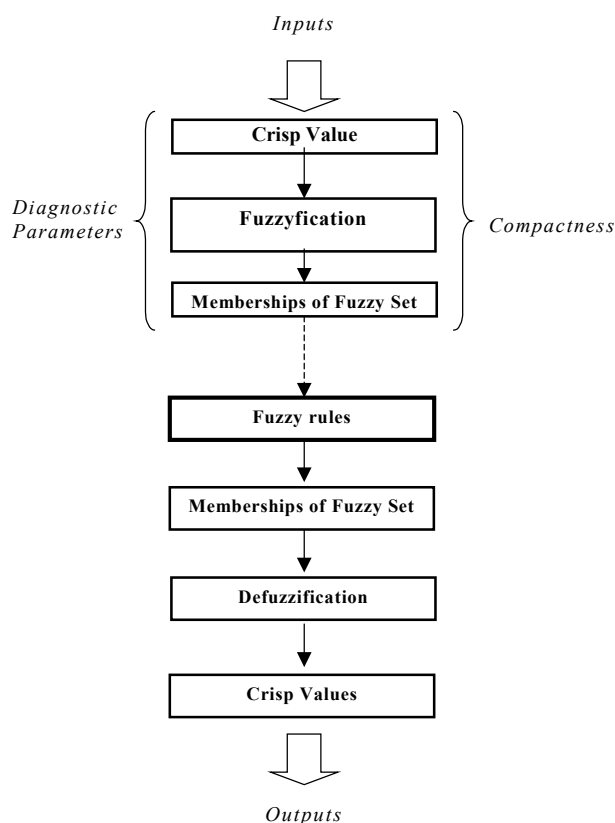 Inputs
Crisp Value
Fuzzyfication
Diagnostic
Parameters
Compactness
Memberships of Fuzzy Set
Fuzzy rules
Memberships of Fuzzy Set
Defuzzification
Crisp Values
Outputs